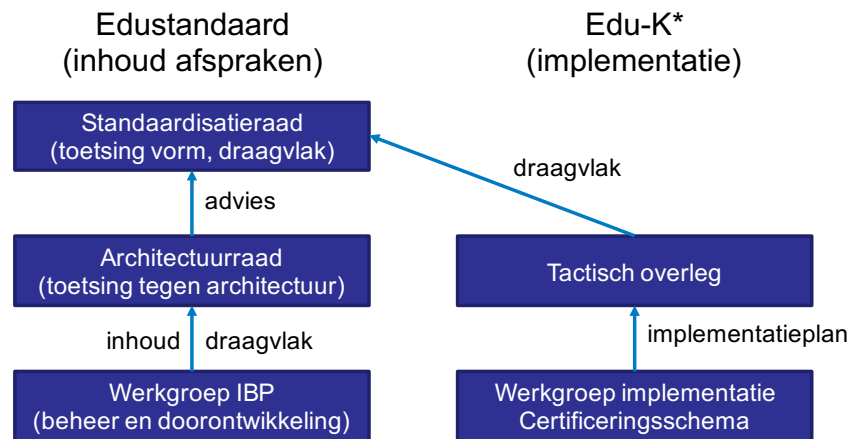 Edustandaard
(inhoud afspraken)
Edu-K*
(implementatie)
Standaardisatieraad
(toetsing vorm, draagvlak)
draagvlak
advies
Architectuurraad
(toetsing tegen architectuur)
Tactisch overleg
inhoud draagvlak
implementatieplan
Werkgroep IBP
(beheer en doorontwikkeling)
Werkgroep implementatie
Certificeringsschema